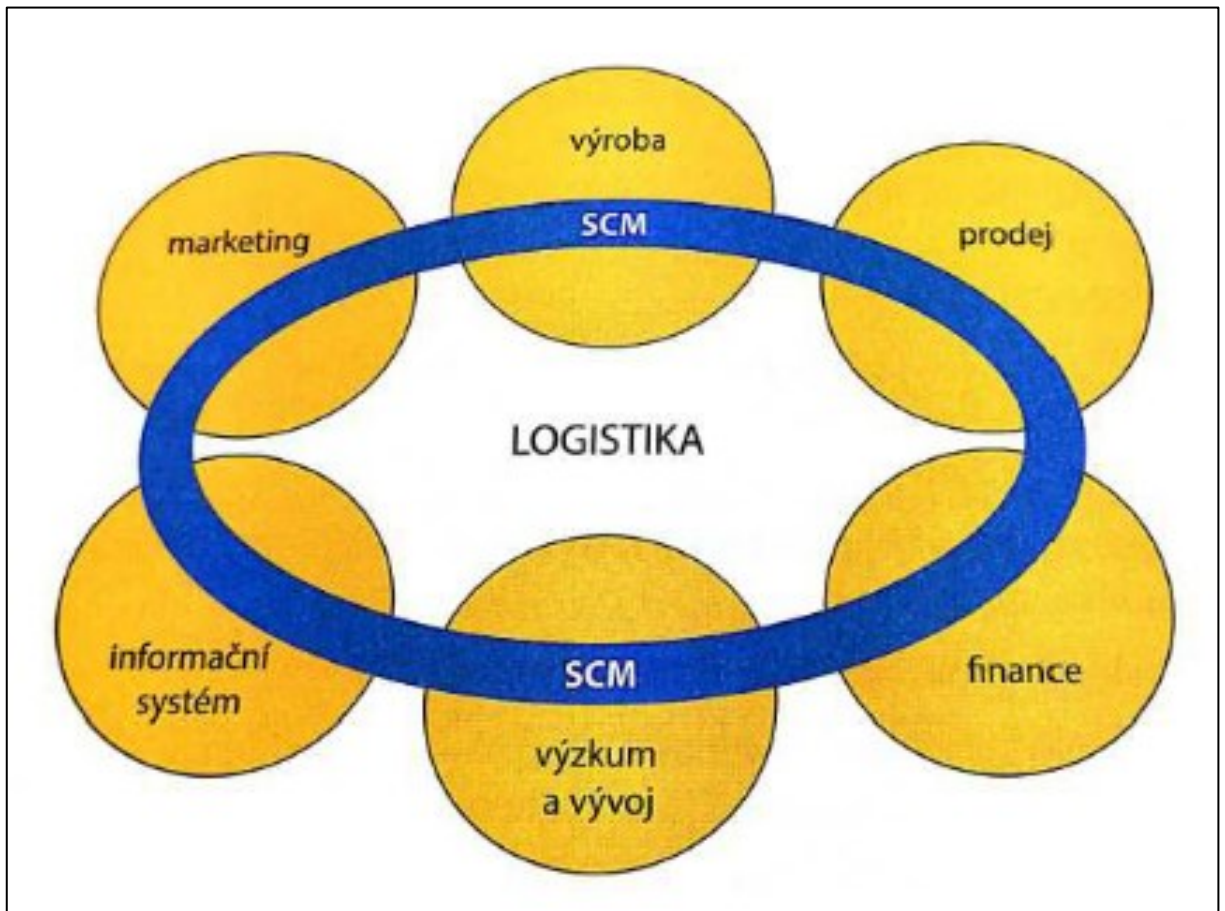 výroba
SCM
marketing
prodej
LOGISTIKA
informační
systém
SCM
finance
výzkum
a vývoj